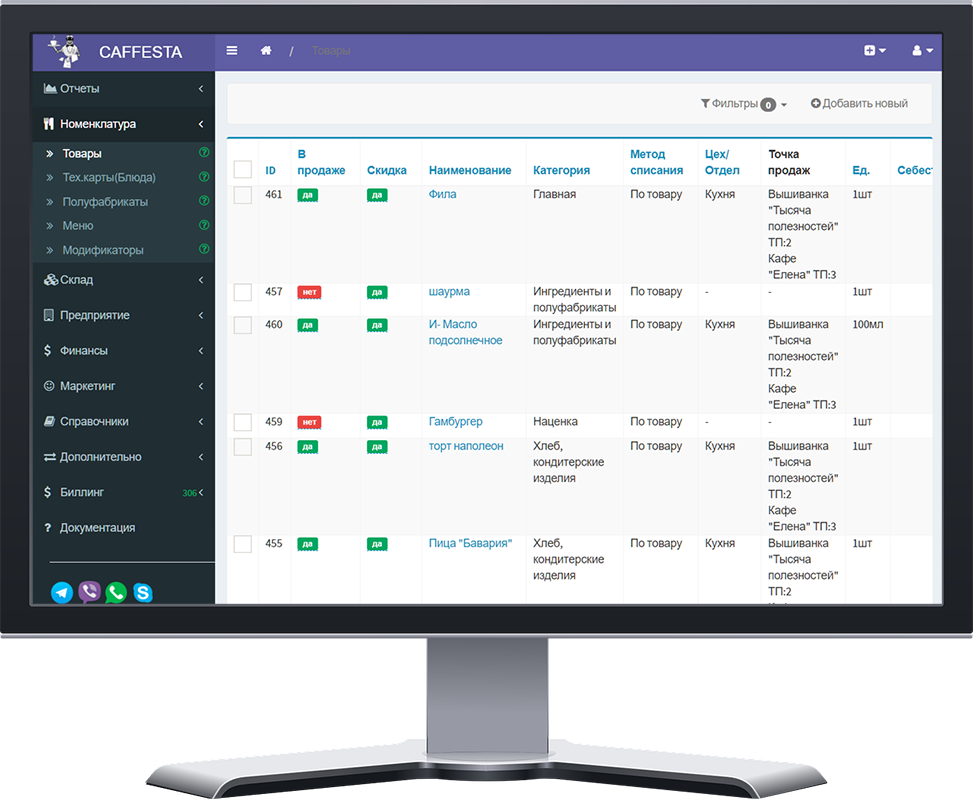 CAFFESTA
/ Товары
Отчеты
Номенклатура
Товары
Тех.карты(Блюда)
Полуфабрикаты
Меню
Модификаторы
Склад
Предприятие
$ Финансы
Маркетинг
Справочники
Дополнительно
$ Биллинг 306
? Документация
Фильтры 0 Добавить новый
ID В продаже Скидка Наименование Категория Метод списания Цех/Отдел Точка продаж Ед. Себест
461 да да Фила Главная По товару Кухня Вышиванка 1шт
"Тысяча
полезностей"
ТП:2
Кафе
"Елена" ТП:3
457 нет да шаурма Ингредиенты и По товару - - 1шт
полуфабрикаты
460 да да И- Масло Ингредиенты и По товару Кухня Вышиванка 100мл
подсолнечное полуфабрикаты "Тысяча
полезностей"
ТП:2
Кафе
"Елена" ТП:3
459 нет да Гамбургер Наценка По товару - - 1шт
456 да да торт наполеон Хлеб, По товару Кухня Вышиванка 1шт
кондитерские "Тысяча
изделия полезностей"
ТП:2
Кафе
"Елена" ТП:3
455 да да Пица "Бавария" Хлеб, По товару Кухня Вышиванка 1шт
кондитерские "Тысяча
изделия полезностей"
ТП:2